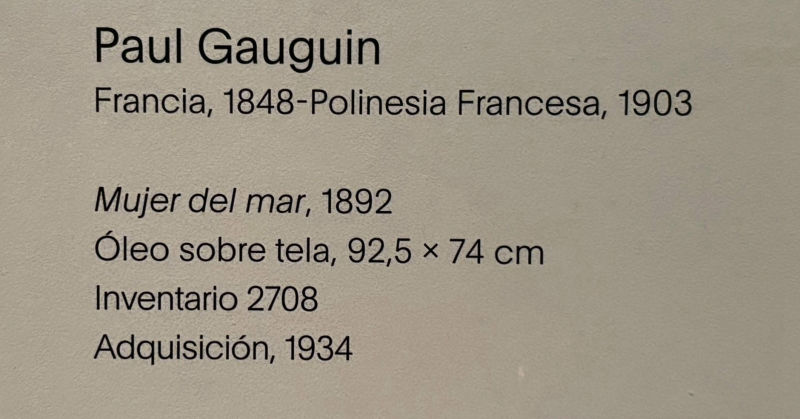 Paul Gauguin
Francia, 1848-Polinesia Francesa, 1903
Mujer del mar, 1892
Óleo sobre tela, 92,5 × 74 cm
Inventario 2708
Adquisición, 1934